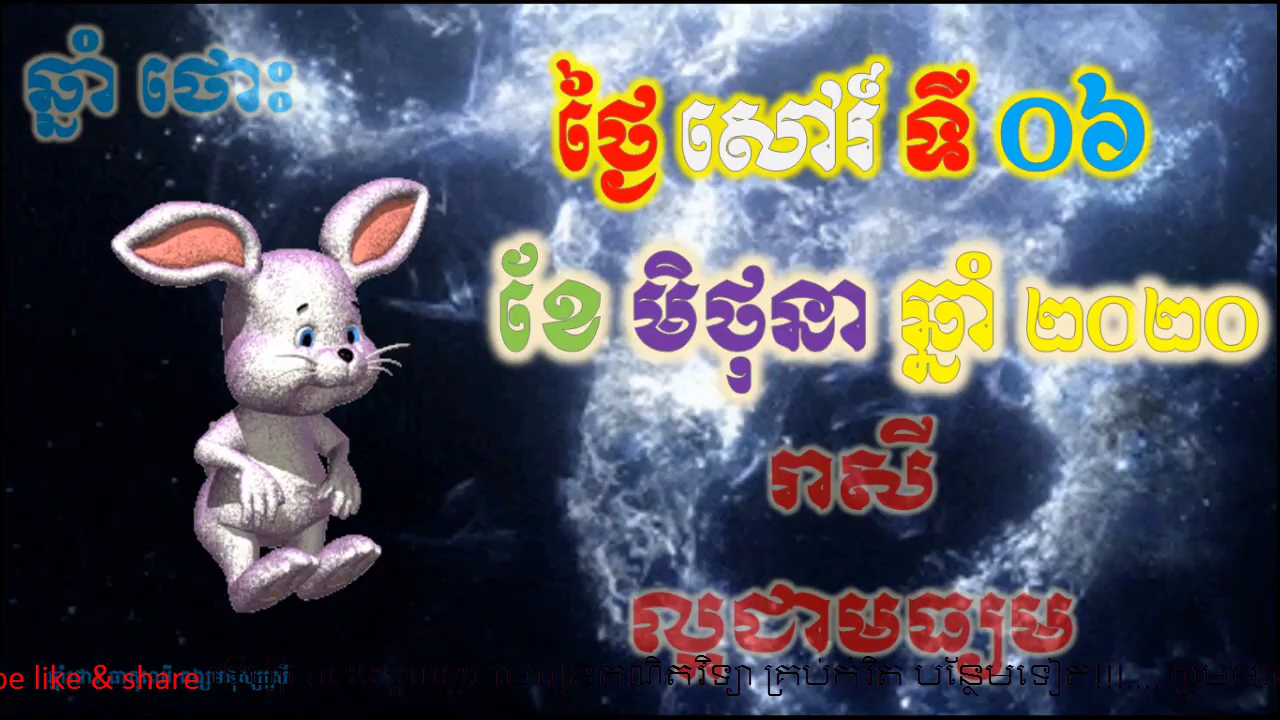 ឆ្នាំ ថោះ
ថ្ងៃ សៅរ៍ ទី ០៦
ខែ មិថុនា ឆ្នាំ ២០២០
រាសី
ល្អជាមធ្យម
be like & share
គណិតវិទ្យា គ្រប់កំរិត បន្ថែមទៀត!!!....